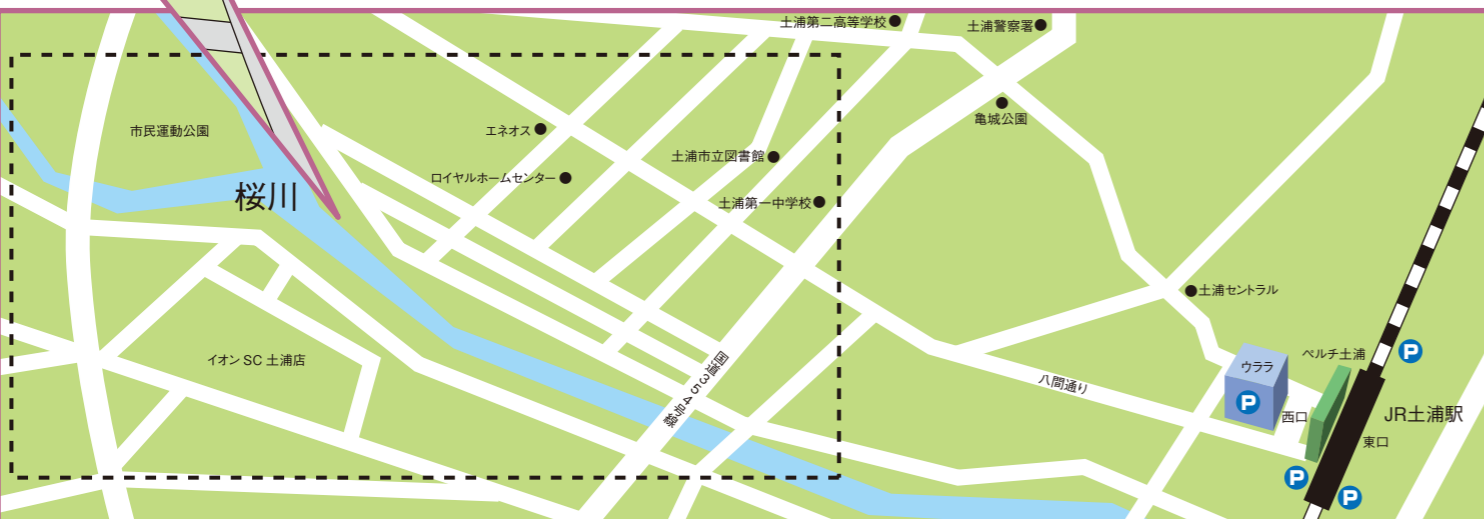 土浦第二高等学校
土浦警察署
亀城公園
市民運動公園
エネオス
土浦市立図書館
ロイヤルホームセンター
土浦第一中学校
桜川
土浦セントラル
イオン SC 土浦店
国道354号線
八間通り
ウララ
ペルチ土浦
P
P
西口
JR土浦駅
東口
P
P